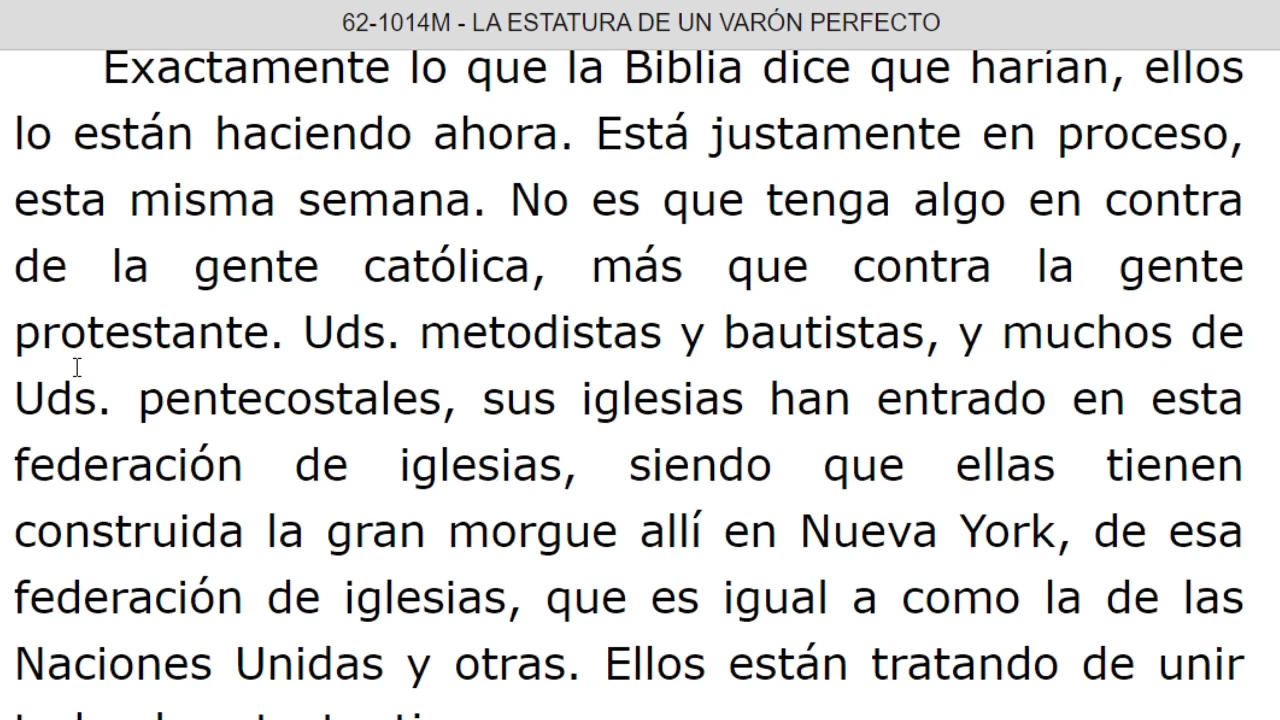 62-1014M - LA ESTATURA DE UN VARÓN PERFECTO
Exactamente lo que la Biblia dice que harían, ellos
lo están haciendo ahora. Está justamente en proceso,
esta misma semana. No es que tenga algo en contra
de la gente católica, más que contra la gente
protestante. Uds. metodistas y bautistas, y muchos de
Uds. pentecostales, sus iglesias han entrado en esta
federación de iglesias, siendo que ellas tienen
construida la gran morgue allí en Nueva York, de esa
federación de iglesias, que es igual a como la de las
Naciones Unidas y otras. Ellos están tratando de unir